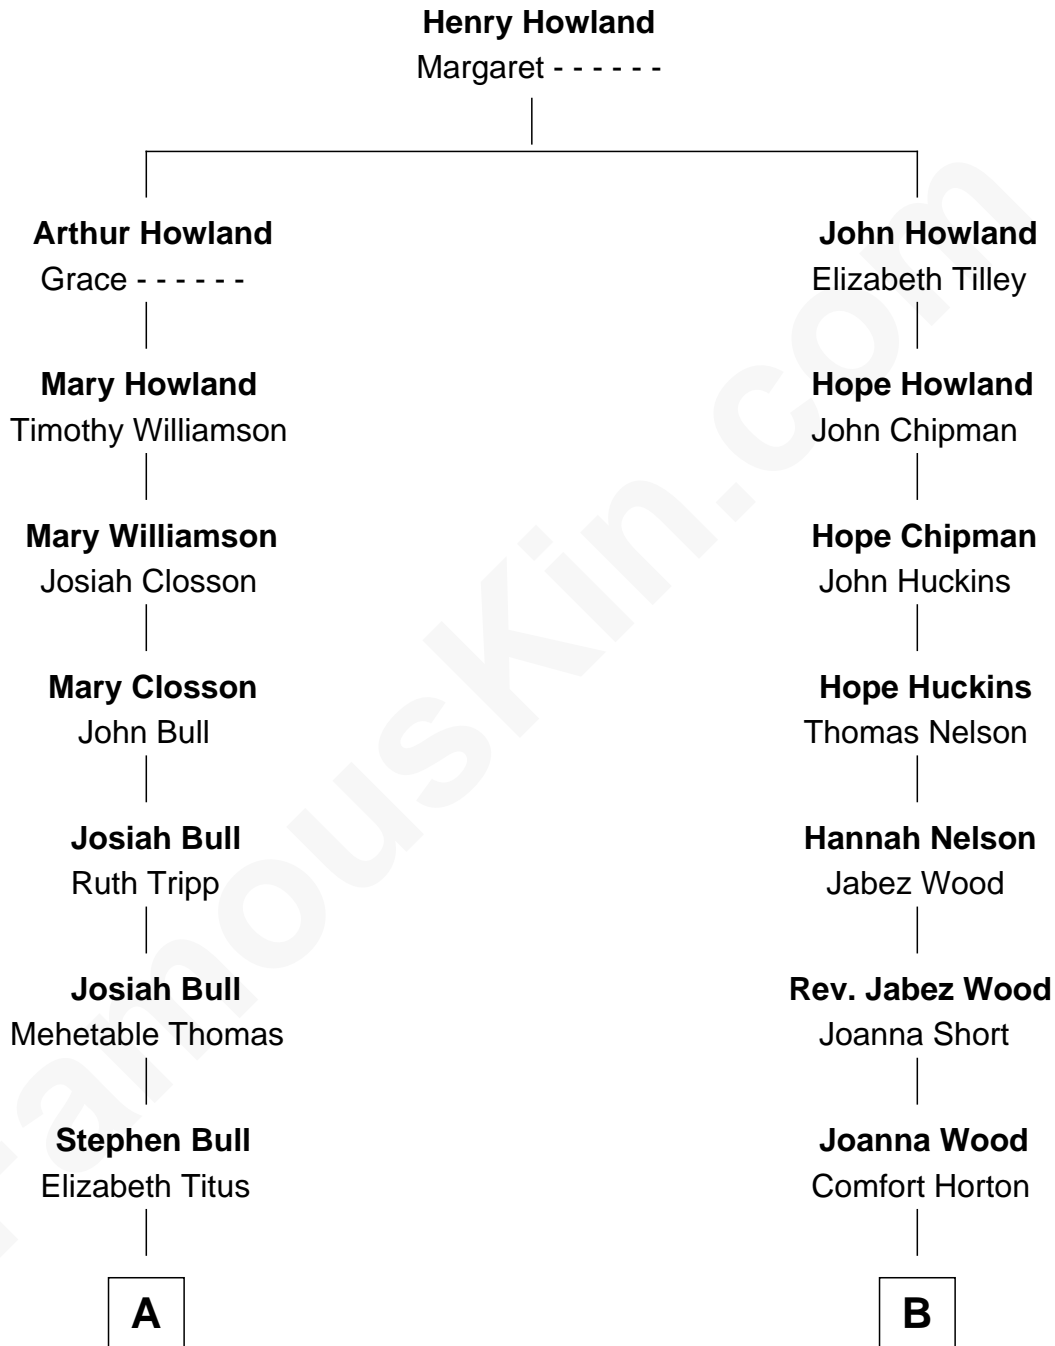 Henry Howland
Margaret - - - - - -
Arthur Howland
Grace - - - - - -
John Howland
Elizabeth Tilley
Mary Howland
Timothy Williamson
Hope Howland
John Chipman
Mary Williamson
Josiah Closson
Hope Chipman
John Huckins
Mary Closson
John Bull
Hope Huckins
Thomas Nelson
Josiah Bull
Ruth Tripp
Hannah Nelson
Jabez Wood
Josiah Bull
Mehetable Thomas
Rev. Jabez Wood
Joanna Short
Stephen Bull
Elizabeth Titus
Joanna Wood
Comfort Horton
A
B
FamousKin.com